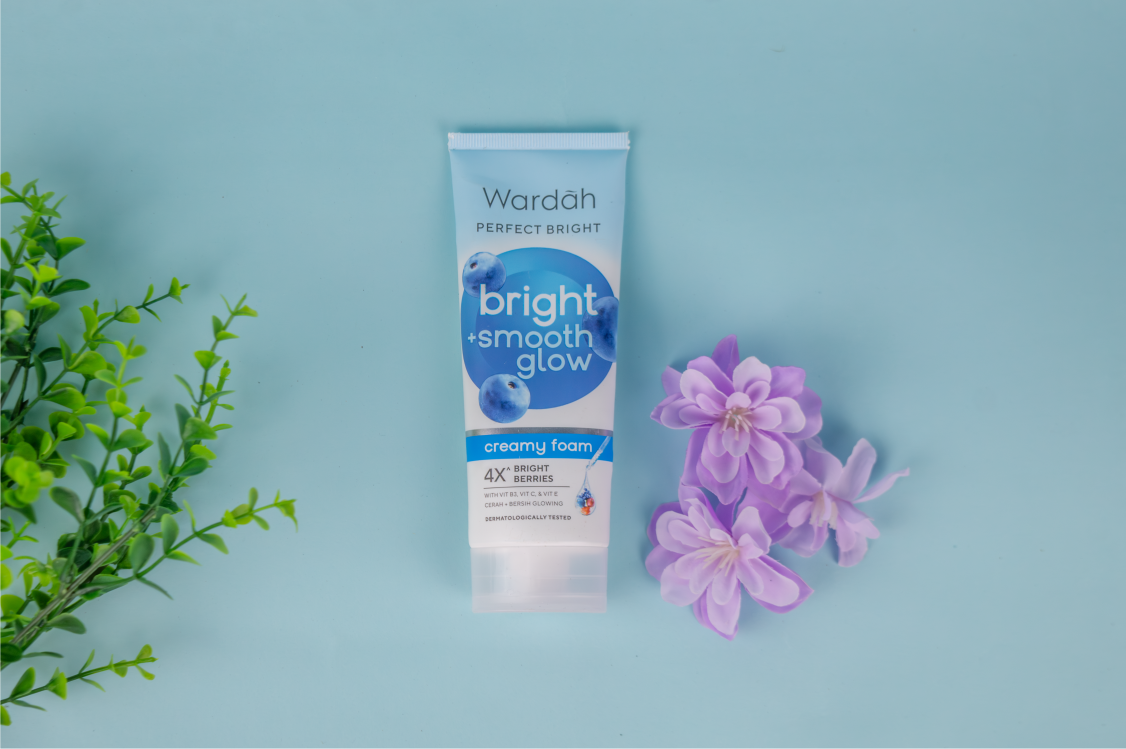 Wardāh
PERFECT BRIGHT
bright
+smooth
glow
creamy foam
4X^ BRIGHT
BERRIES
WITH VIT B3, VIT C, & VIT E
CERAH + BERSIH GLOWING
DERMATOLOGICALLY TESTED